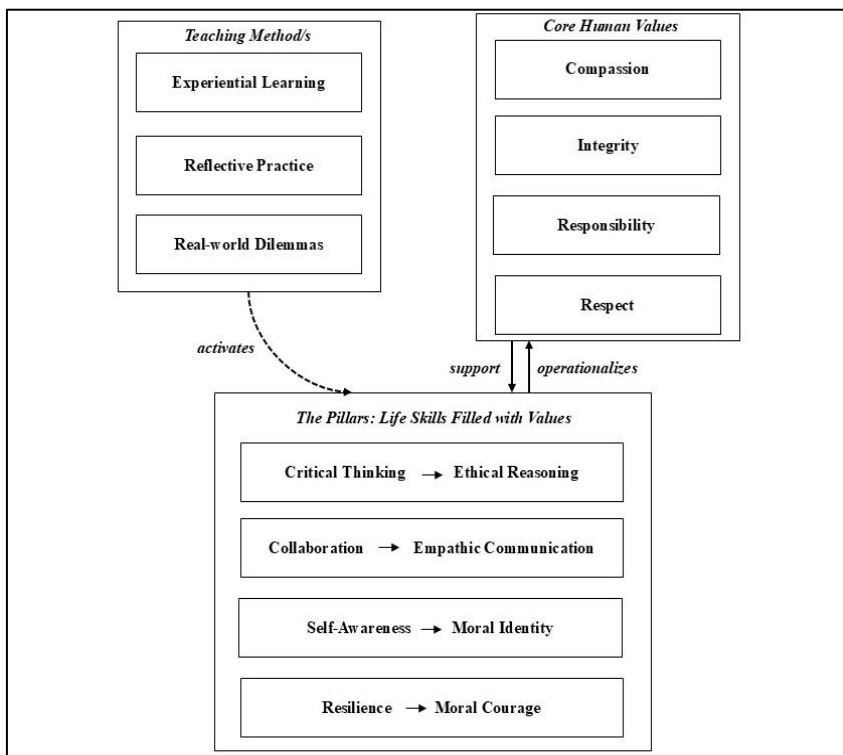 Teaching Method/s
Experiential Learning
Reflective Practice
Real-world Dilemmas
Core Human Values
Compassion
Integrity
Responsibility
Respect
activates
support
operationalizes
The Pillars: Life Skills Filled with Values
Critical Thinking → Ethical Reasoning
Collaboration → Empathic Communication
Self-Awareness → Moral Identity
Resilience → Moral Courage